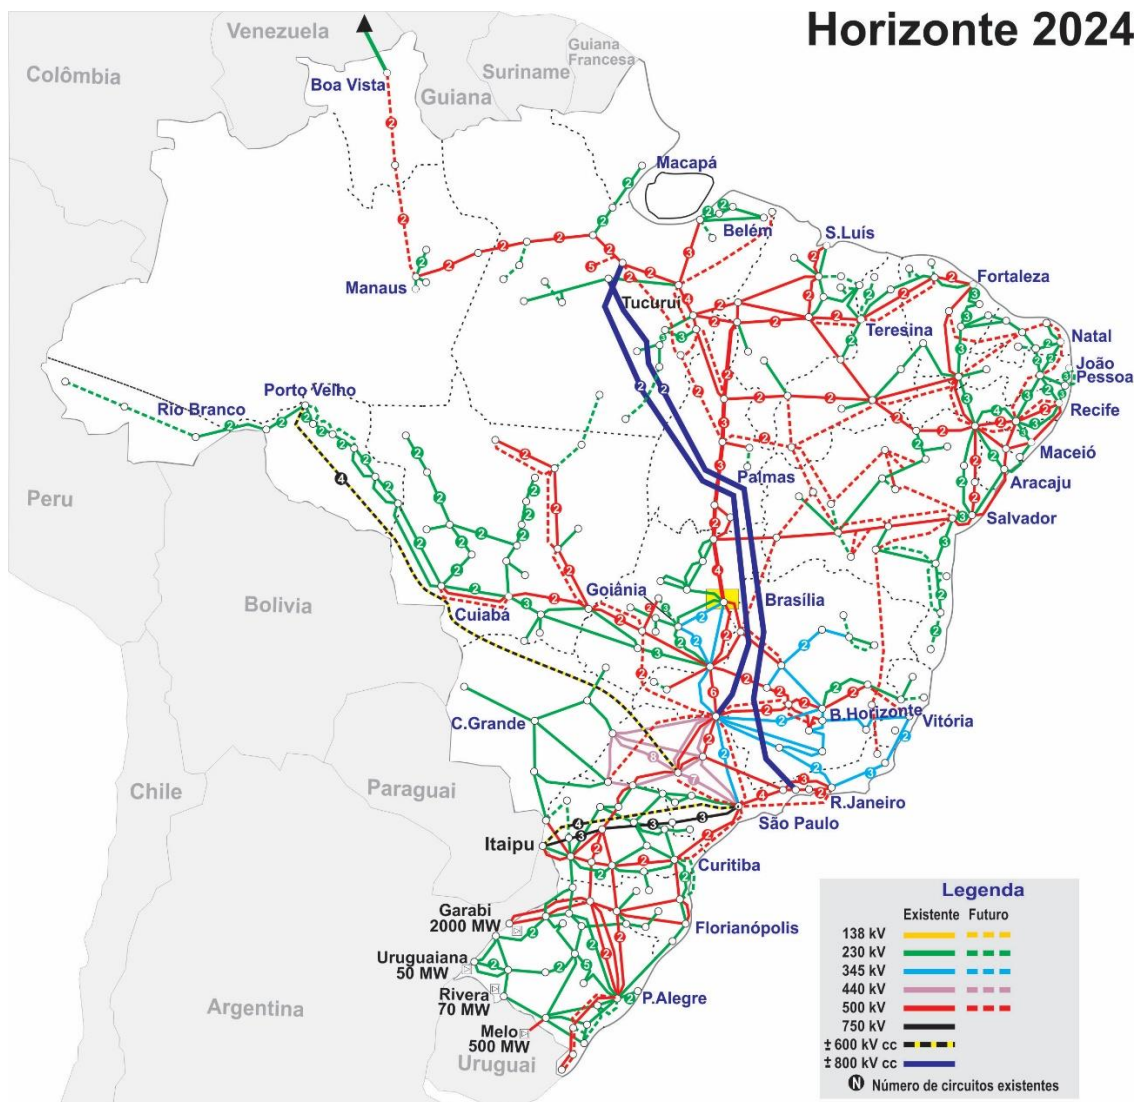 Horizonte 2024
Venezuela
Guiana
Francesa
Colômbia
Suriname
Boa Vista
Guiana
Macapá
Belém
S.Luís
Manaus
Fortaleza
Tucuruí
Teresina
Natal
João
Pessoa
Porto Velho
Rio Branco
Recife
Maceió
Peru
Palmas
Aracaju
Salvador
Bolivia
Goiânia
Brasília
Cuiabá
C.Grande
B.Horizonte
Vitória
Chile
Paraguai
R.Janeiro
São Paulo
Itaipu
Curitiba
Garabi
2000 MW
Florianópolis
Uruguaiana
50 MW
Rivera
70 MW
P.Alegre
Argentina
Melo
500 MW
Uruguai
Legenda
Existente Futuro
138 kV
230 kV
345 kV
440 kV
500 kV
750 kV
±600 kV cc
±800 kV cc
N Número de circuitos existentes